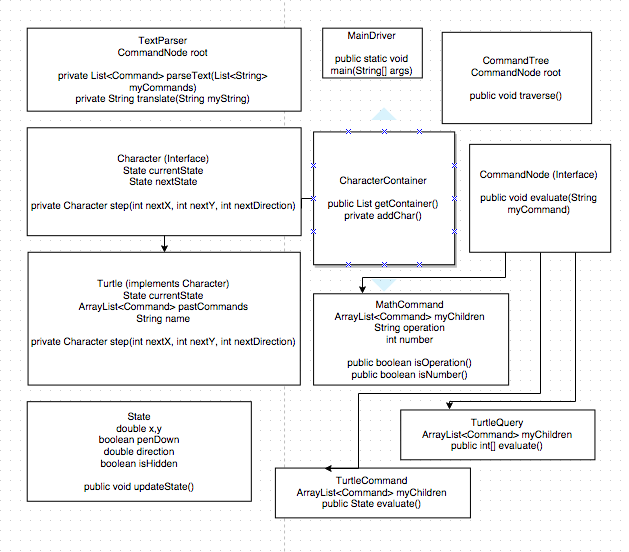 TextParser
CommandNode root
private List<Command> parseText(List<String>
myCommands)
private String translate(String myString)
MainDriver
public static void
main(String[] args)
CommandTree
CommandNode root
public void traverse()
Character (Interface)
State currentState
State nextState
private Character step(int nextX, int nextY, int nextDirection)
CharacterContainer
public List getContainer()
private addChar()
CommandNode (Interface)
public void evaluate(String
myCommand)
Turtle (implements Character)
State currentState
ArrayList<Command> pastCommands
String name
private Character step(int nextX, int nextY, int nextDirection)
MathCommand
ArrayList<Command> myChildren
String operation
int number
public boolean isOperation()
public boolean isNumber()
State
double x,y
boolean penDown
double direction
boolean isHidden
public void updateState()
TurtleQuery
ArrayList<Command> myChildren
public int[] evaluate()
TurtleCommand
ArrayList<Command> myChildren
public State evaluate()